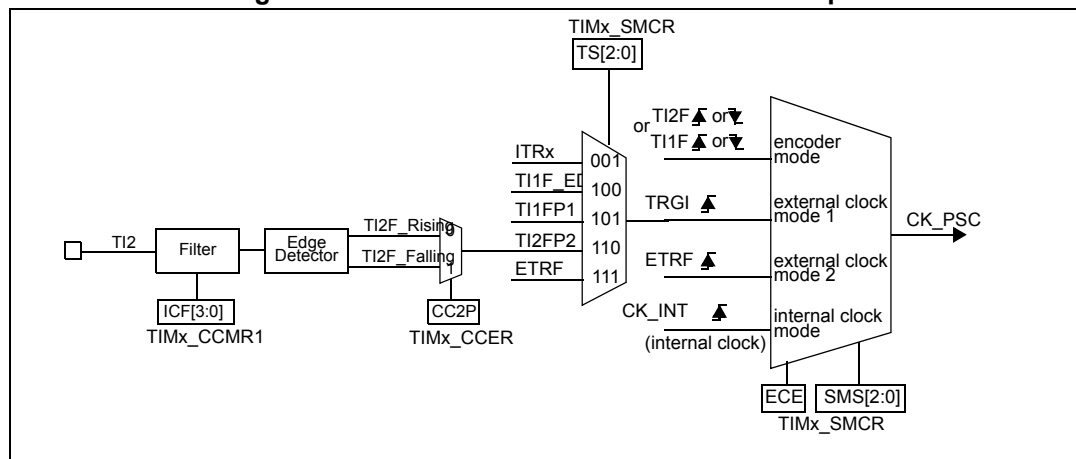 TIMx_SMCR
TS[2:0]
TI2F or
or
TI1F or
encoder
mode
ITRx
001
TI1F_ED
100
TI1FP1
101
TRGI
external clock
mode 1
CK_PSC
TI2F_Rising
0
TI2
Filter
Edge
Detector
TI2FP2
110
TI2F_Falling
1
ETRF
111
ETRF
external clock
mode 2
ICF[3:0]
TIMx_CCMR1
CC2P
TIMx_CCER
CK_INT
(internal clock)
internal clock
mode
ECE
SMS[2:0]
TIMx_SMCR